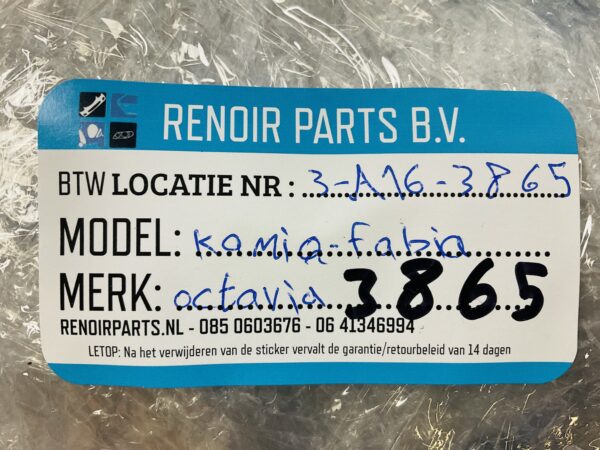 RENOIR PARTS B.V.
BTW LOCATIE NR : 3-A16-3865
MODEL: kamiq-fabia
MERK: octavia 3865
RENOIRPARTS.NL - 085 0603676 - 06 41346994
LETOP: Na het verwijderen van de sticker vervalt de garantie/retourbeleid van 14 dagen